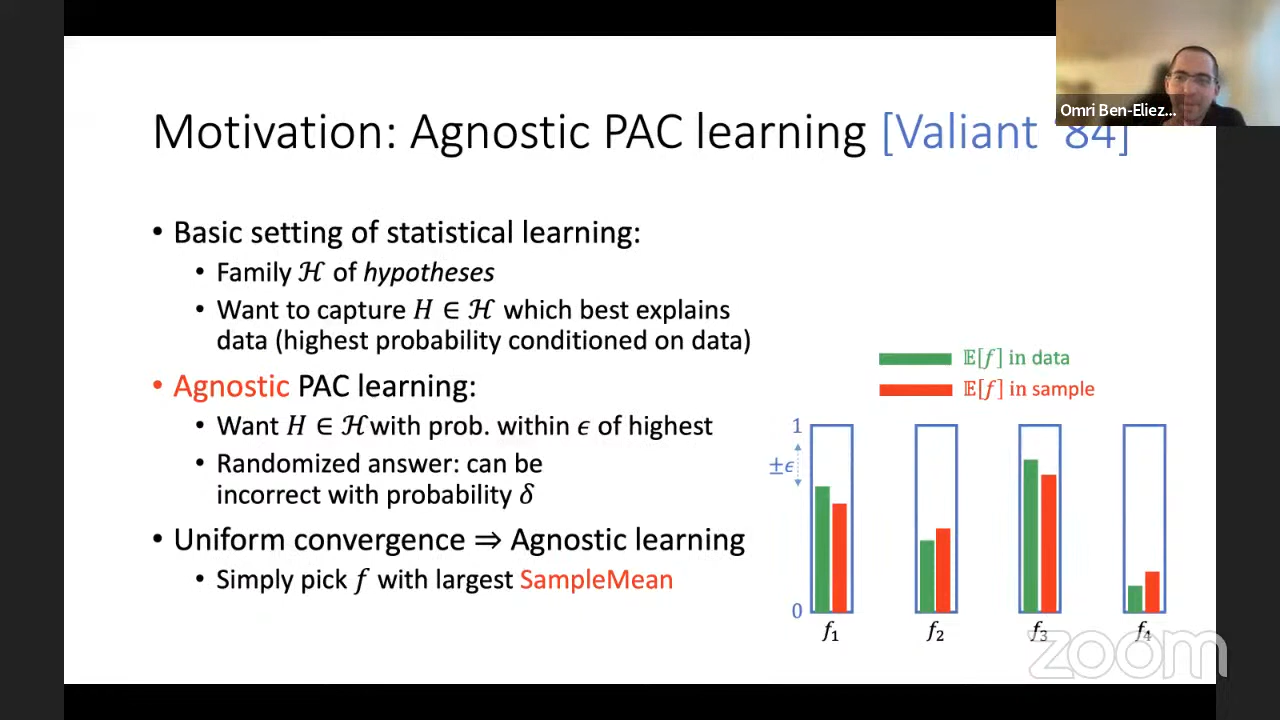 Omri Ben-Eliez...
Motivation: Agnostic PAC learning [Valiant '84]
• Basic setting of statistical learning:
• Family ℋ of hypotheses
• Want to capture H ∈ ℋ which best explains
data (highest probability conditioned on data)
• Agnostic PAC learning:
• Want H ∈ ℋ with prob. within ϵ of highest
• Randomized answer: can be
incorrect with probability δ
• Uniform convergence ⇒ Agnostic learning
• Simply pick f with largest SampleMean
𝔼[f] in data
𝔼[f] in sample
1
±ϵ
0
f₁ f₂ f₃ f₄
zoom